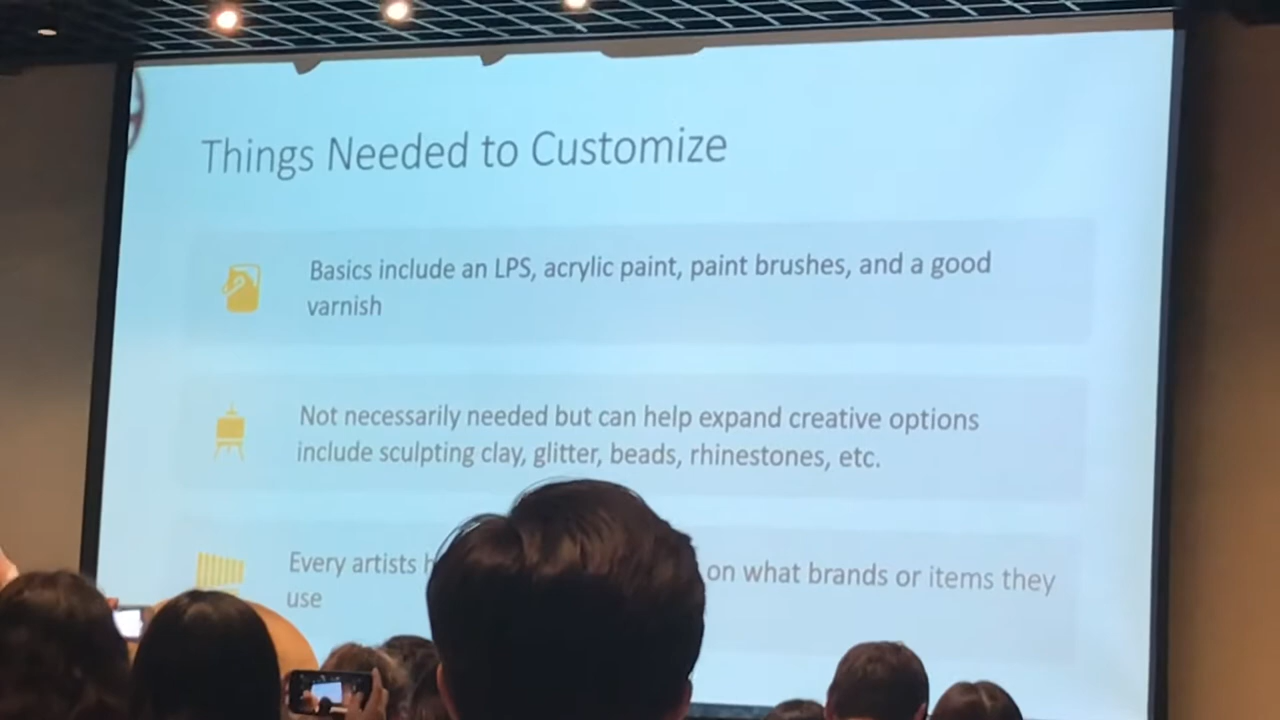 Things Needed to Customize
Basics include an LPS, acrylic paint, paint brushes, and a good
varnish
Not necessarily needed but can help expand creative options
include sculpting clay, glitter, beads, rhinestones, etc.
Every artists on what brands or items they
use